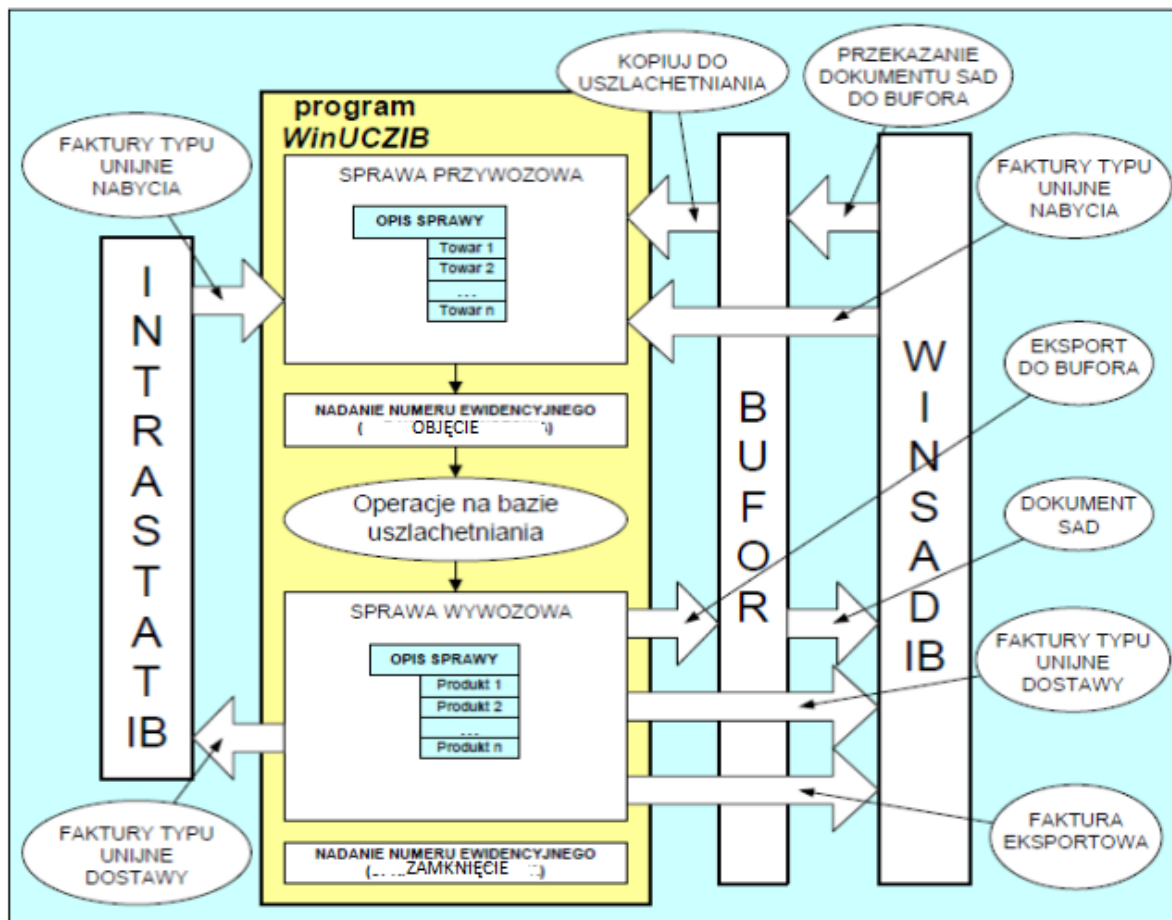 KOPIUJ DO
USZLACHETNIANIA
PRZEKAZANIE
DOKUMENTU SAD
DO BUFORA
FAKTURY TYPU
UNIJNE
NABYCIA
program
WinUCZIB
SPRAWA PRZYWOZOWA
OPIS SPRAWY
Towar 1
Towar 2
...
Towar n
FAKTURY TYPU
UNIJNE
NABYCIA
INTRASTAT
IB
NADANIE NUMERU EWIDENCYJNEGO
(OBJĘCIE)
Operacje na bazie
uszlachetniania
BUFOR
WINSAD
IB
EKSPORT
DO BUFORA
DOKUMENT
SAD
SPRAWA WYWOZOWA
OPIS SPRAWY
Produkt 1
Produkt 2
...
Produkt n
FAKTURY TYPU
UNIJNE
DOSTAWY
FAKTURY TYPU
UNIJNE
DOSTAWY
FAKTURA
EKSPORTOWA
NADANIE NUMERU EWIDENCYJNEGO
(ZAMKNIĘCIE)